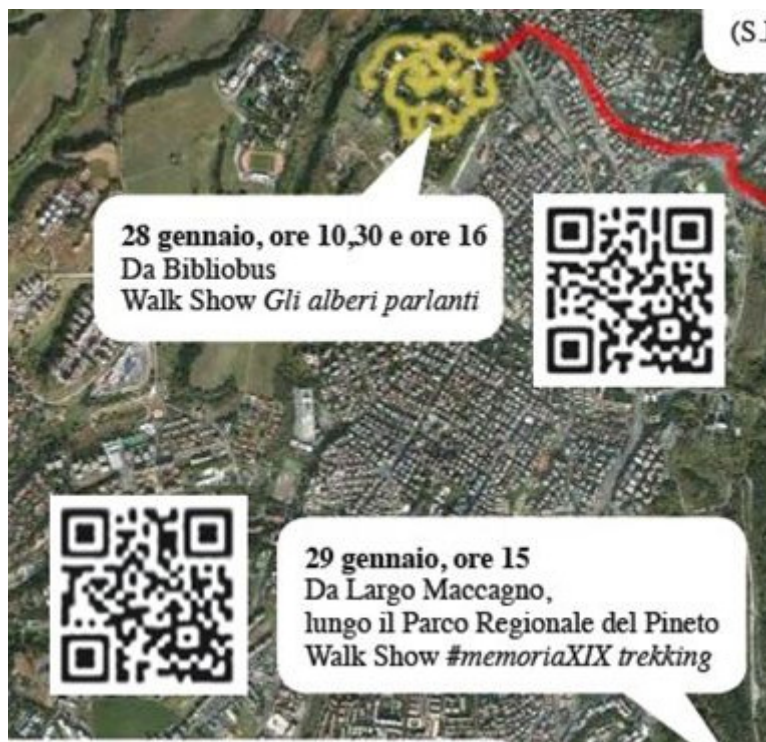 (S.
28 gennaio, ore 10,30 e ore 16
Da Bibliobus
Walk Show Gli alberi parlanti
29 gennaio, ore 15
Da Largo Maccagno,
lungo il Parco Regionale del Pineto
Walk Show #memoriaXIX trekking